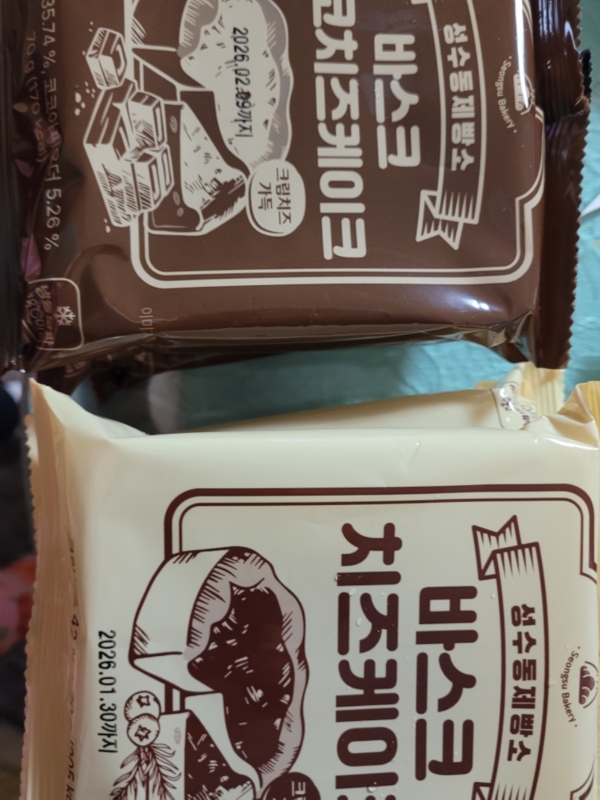 Seongsu Bakery
성수동제빵소
바스크
초코치즈케이크
크림치즈
가득
2026.02.09까지
35.74 %, 코코아분말 5.26 %
Seongsu Bakery
성수동제빵소
바스크
치즈케이크
2026.01.30까지